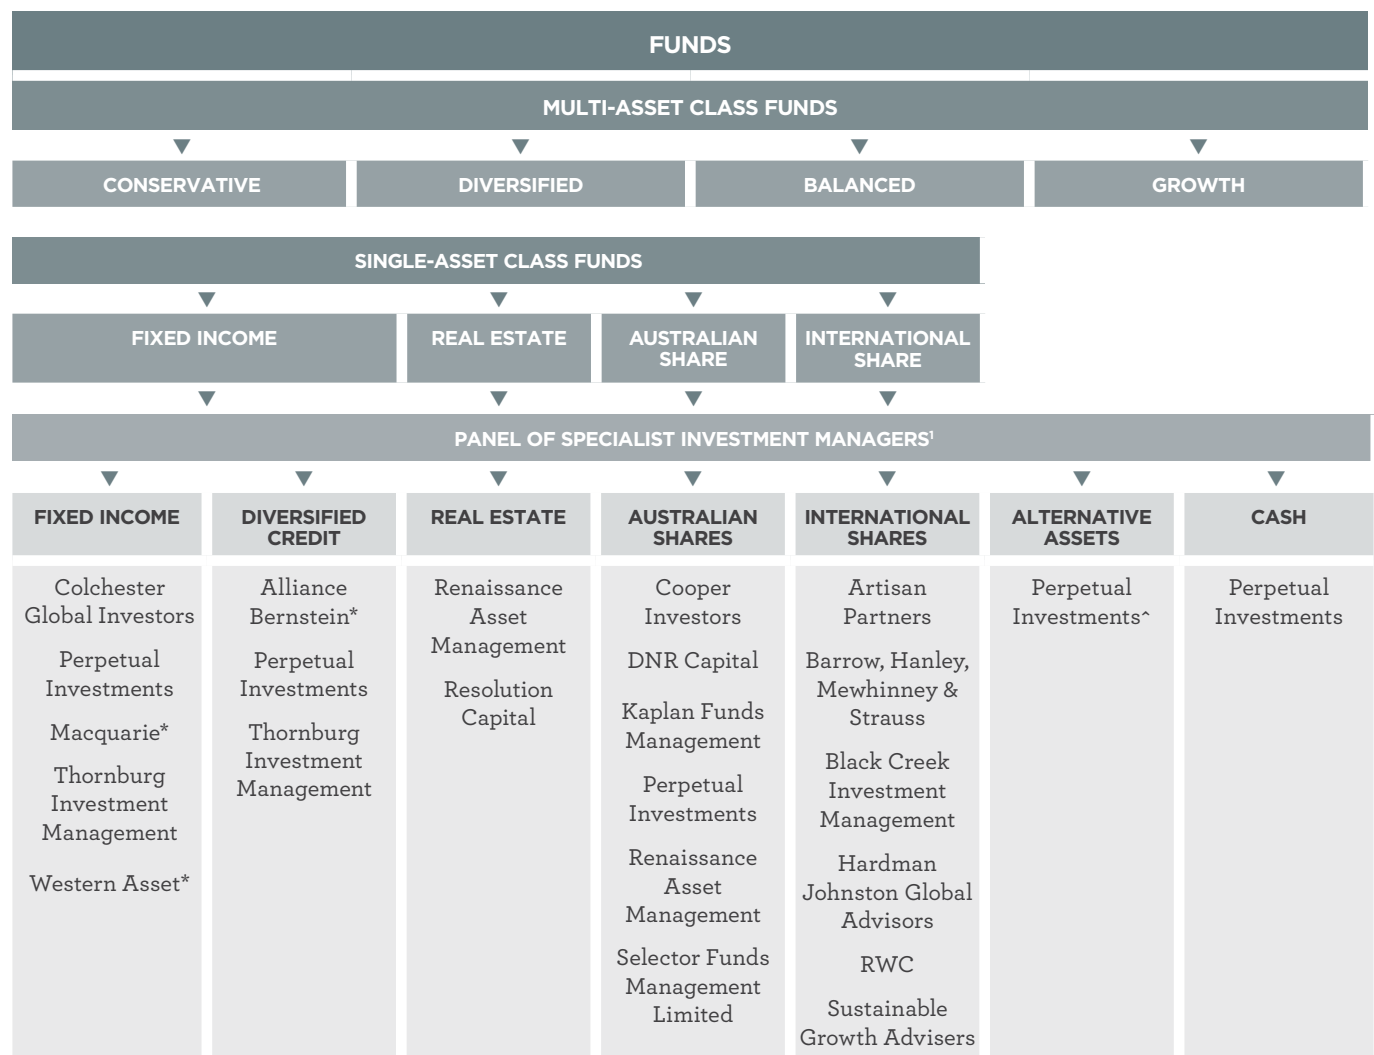 FUNDS
MULTI-ASSET CLASS FUNDS
CONSERVATIVE
DIVERSIFIED
BALANCED
GROWTH
SINGLE-ASSET CLASS FUNDS
FIXED INCOME
REAL ESTATE
AUSTRALIAN
SHARE
INTERNATIONAL
SHARE
PANEL OF SPECIALIST INVESTMENT MANAGERS¹
FIXED INCOME
Colchester
Global Investors
Perpetual
Investments
Macquarie*
Thornburg
Investment
Management
Western Asset*
DIVERSIFIED
CREDIT
Alliance
Bernstein*
Perpetual
Investments
Thornburg
Investment
Management
REAL ESTATE
Renaissance
Asset
Management
Resolution
Capital
AUSTRALIAN
SHARES
Cooper
Investors
DNR Capital
Kaplan Funds
Management
Perpetual
Investments
Renaissance
Asset
Management
Selector Funds
Management
Limited
INTERNATIONAL
SHARES
Artisan
Partners
Barrow, Hanley,
Mewhinney &
Strauss
Black Creek
Investment
Management
Hardman
Johnston Global
Advisors
RWC
Sustainable
Growth Advisers
ALTERNATIVE
ASSETS
Perpetual
Investments^
CASH
Perpetual
Investments